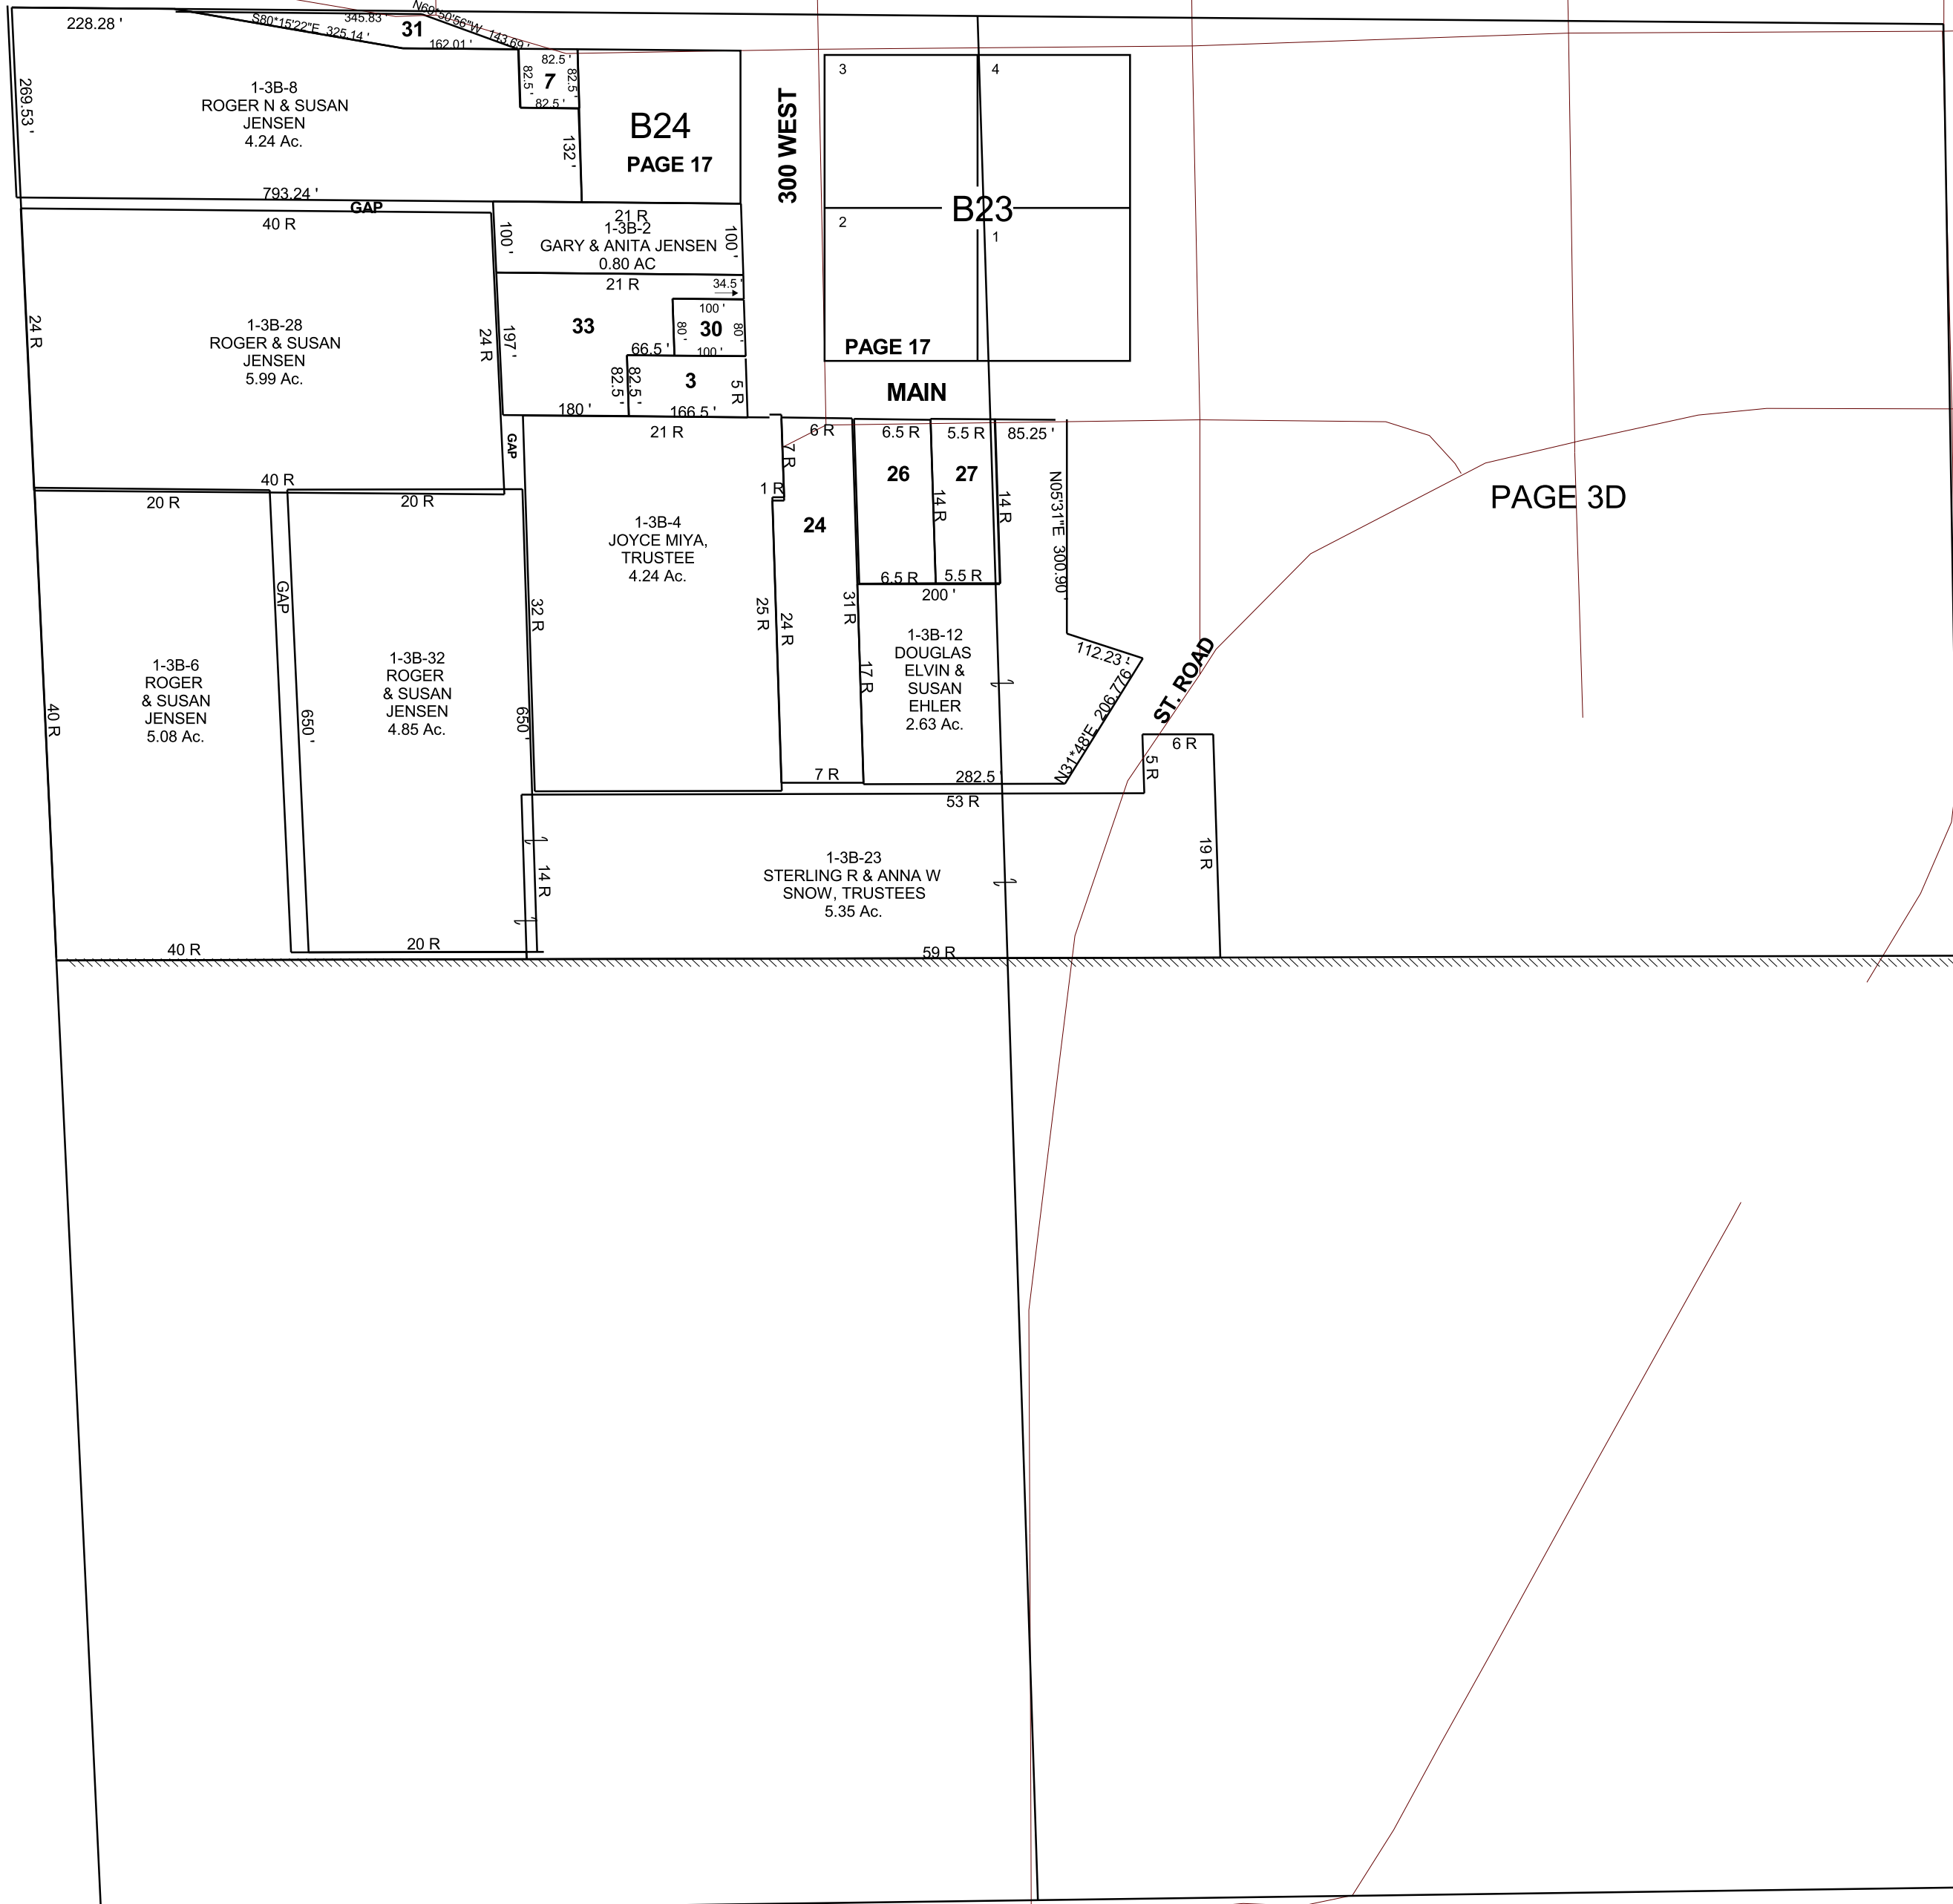 228.28 '
S80*15'22"E 325.14 '
345.83 '
31
162.01 '
143.69 '
269.53 '
1-3B-8
ROGER N & SUSAN
JENSEN
4.24 Ac.
82.5 '
82.5 '
7
82.5 '
82.5 '
132 '
B24
PAGE 17
300 WEST
3
4
B23
2
1
PAGE 17
MAIN
793.24 '
GAP
40 R
21 R
1-3B-2
GARY & ANITA JENSEN
0.80 AC
100 '
100 '
21 R
34.5 '
24 R
1-3B-28
ROGER & SUSAN
JENSEN
5.99 Ac.
24 R
197 '
33
100 '
80 '
30
80 '
100 '
66.5 '
82.5 '
82.5 '
3
5 R
180 '
166.5 '
GAP
21 R
6 R
6.5 R
5.5 R
85.25 '
7 R
1 R
26
27
14 R
14 R
24
N05'31"E 300.90 '
PAGE 3D
40 R
20 R
20 R
1-3B-4
JOYCE MIYA,
TRUSTEE
4.24 Ac.
GAP
32 R
25 R
24 R
31 R
6.5 R
5.5 R
200 '
17 R
1-3B-12
DOUGLAS
ELVIN &
SUSAN
EHLER
2.63 Ac.
112.23 '
N31*48'E 206.776
ST. ROAD
1-3B-6
ROGER
& SUSAN
JENSEN
5.08 Ac.
1-3B-32
ROGER
& SUSAN
JENSEN
4.85 Ac.
40 R
650 '
650 '
7 R
282.5 '
53 R
6 R
5 R
19 R
14 R
1-3B-23
STERLING R & ANNA W
SNOW, TRUSTEES
5.35 Ac.
40 R
20 R
59 R